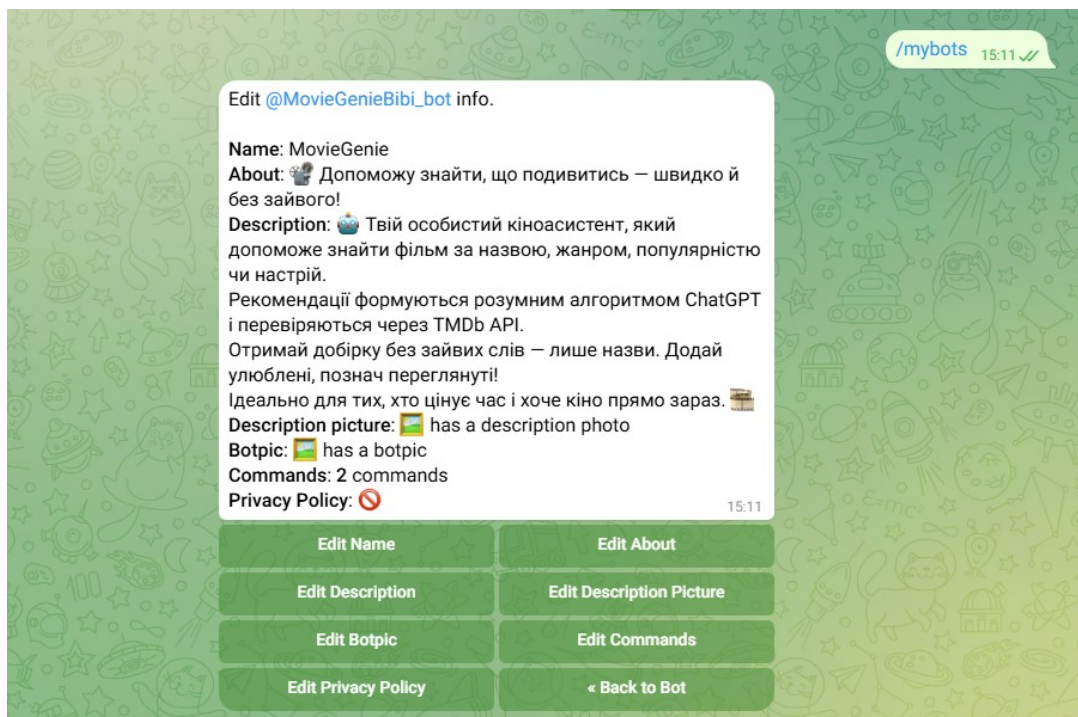 /mybots 15:11
Edit @MovieGenieBibi_bot info.
Name: MovieGenie
About: 📽 Допоможу знайти, що подивитись — швидко й
без зайвого!
Description: 🤖 Твій особистий кіноасистент, який
допоможе знайти фільм за назвою, жанром, популярністю
чи настрій.
Рекомендації формуються розумним алгоритмом ChatGPT
і перевіряються через TMDb API.
Отримай добірку без зайвих слів — лише назви. Додай
улюблені, познач переглянуті!
Ідеально для тих, хто цінує час і хоче кіно прямо зараз. 🎞
Description picture: 🖼 has a description photo
Botpic: 🖼 has a botpic
Commands: 2 commands
Privacy Policy: 🚫
15:11
Edit Name
Edit About
Edit Description
Edit Description Picture
Edit Botpic
Edit Commands
Edit Privacy Policy
« Back to Bot